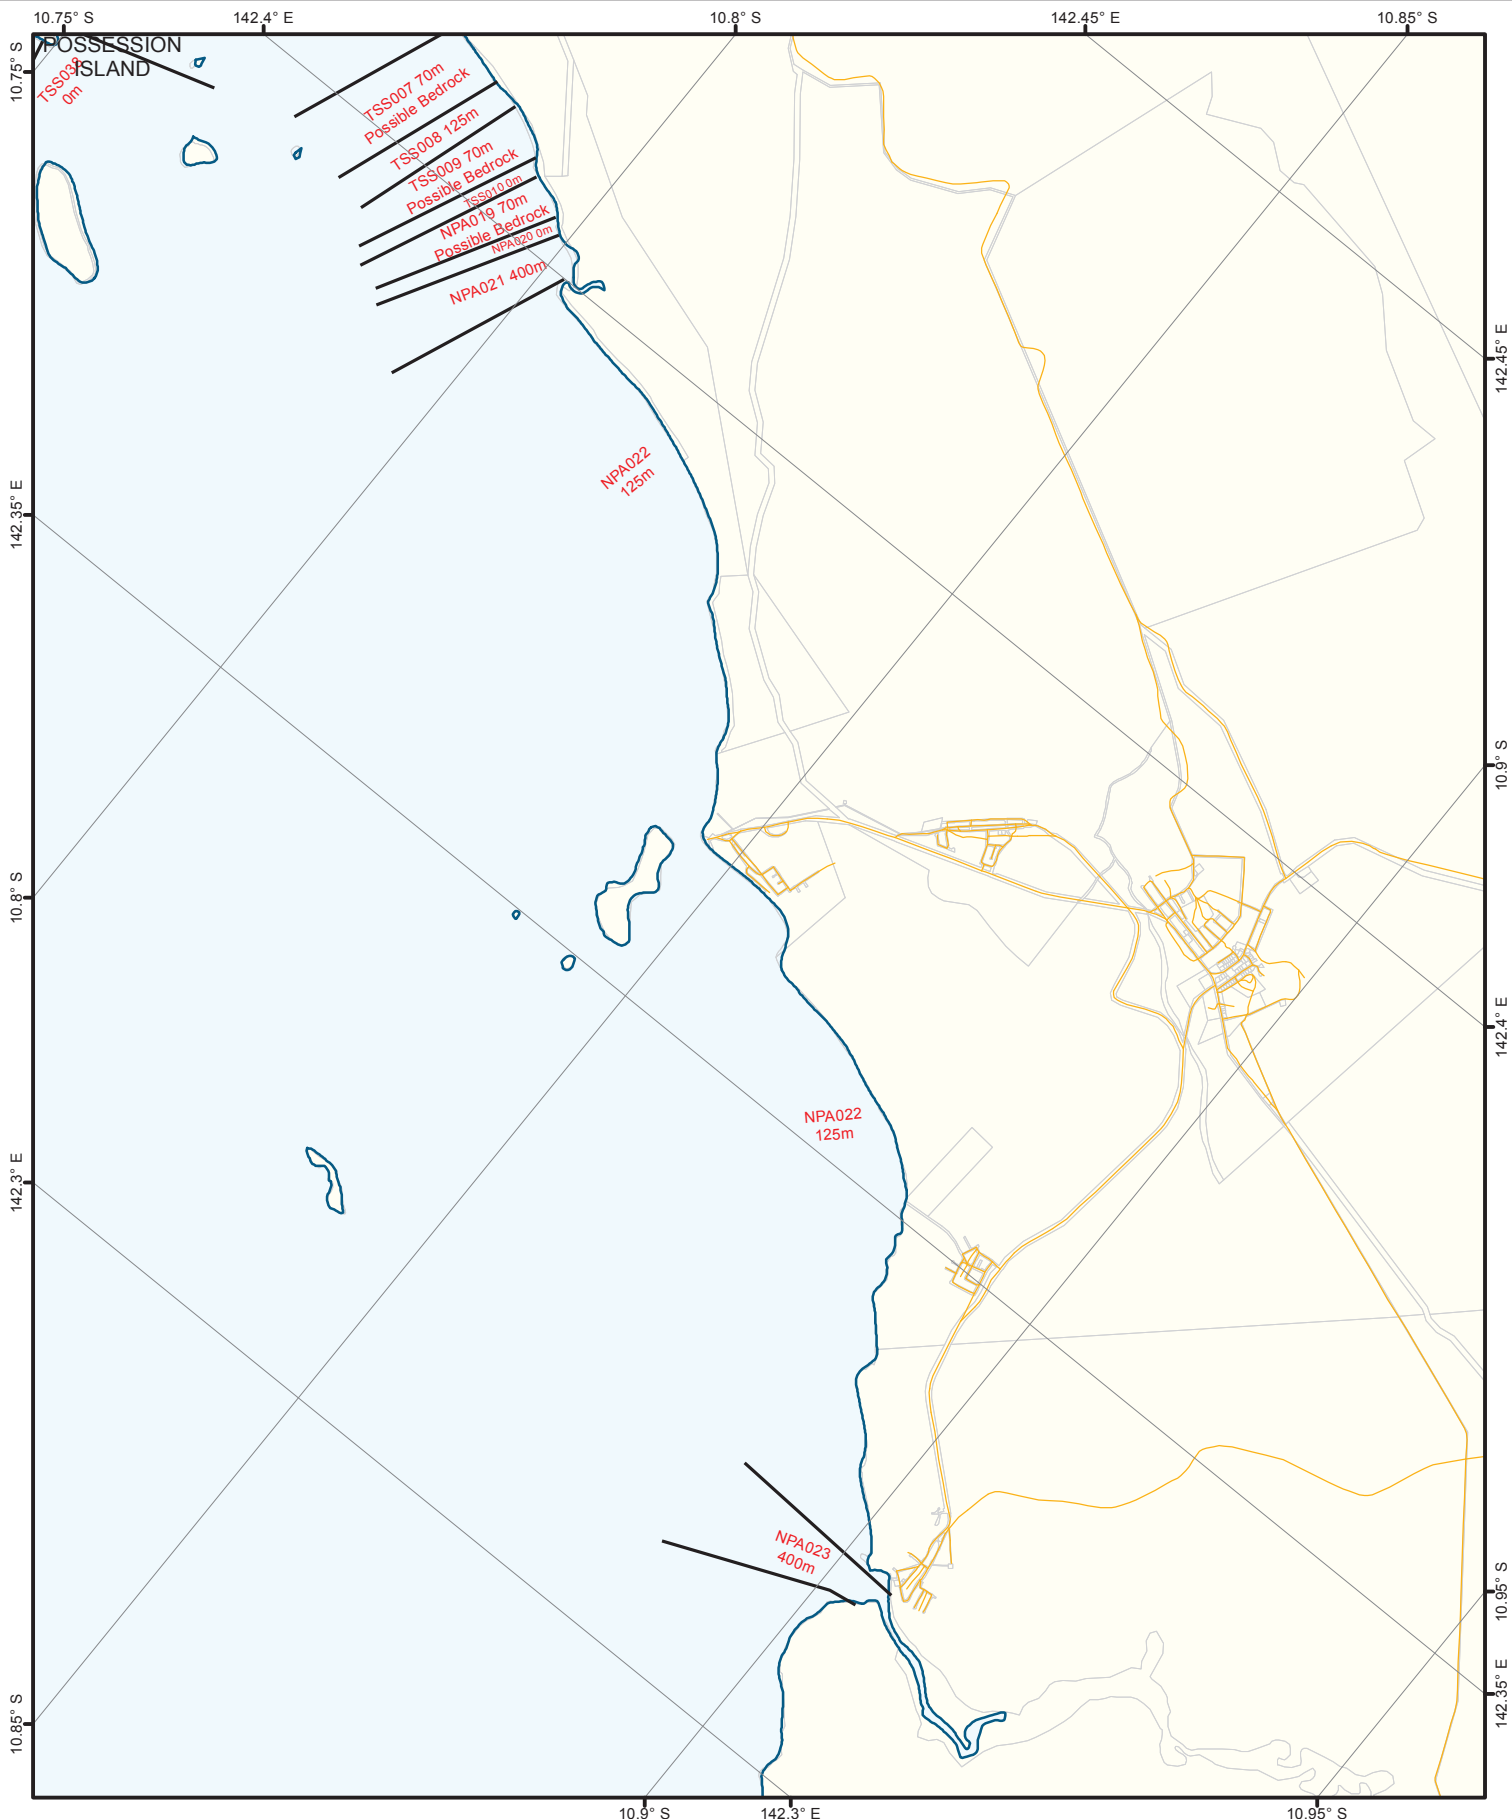 10.75° S
142.4° E
10.8° S
142.45° E
10.85° S
10.75° S
142.35° E
10.8° S
142.3° E
10.85° S
POSSESSION
ISLAND
TSS038
0m
TSS007 70m
Possible Bedrock
TSS008 125m
TSS009 70m
Possible Bedrock
TSS010 0m
NPA019 70m
Possible Bedrock
NPA020 0m
NPA021 400m
NPA022
125m
NPA022
125m
NPA023
400m
142.45° E
10.9° S
142.4° E
10.95° S
142.35° E
10.9° S
142.3° E
10.95° S